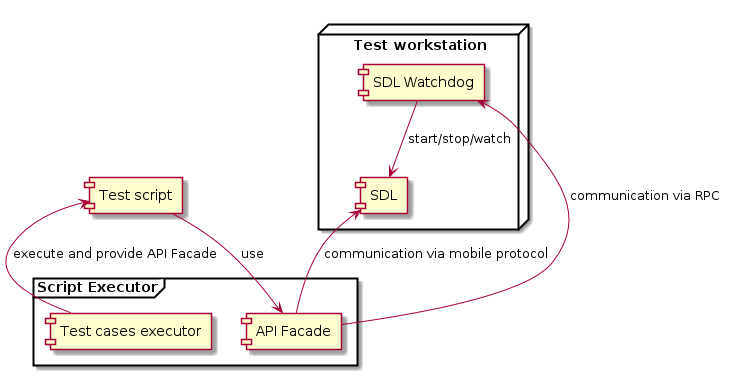 Test workstation
SDL Watchdog
start/stop/watch
Test script
SDL
communication via RPC
execute and provide API Facade
use
communication via mobile protocol
Script Executor
Test cases executor
API Facade